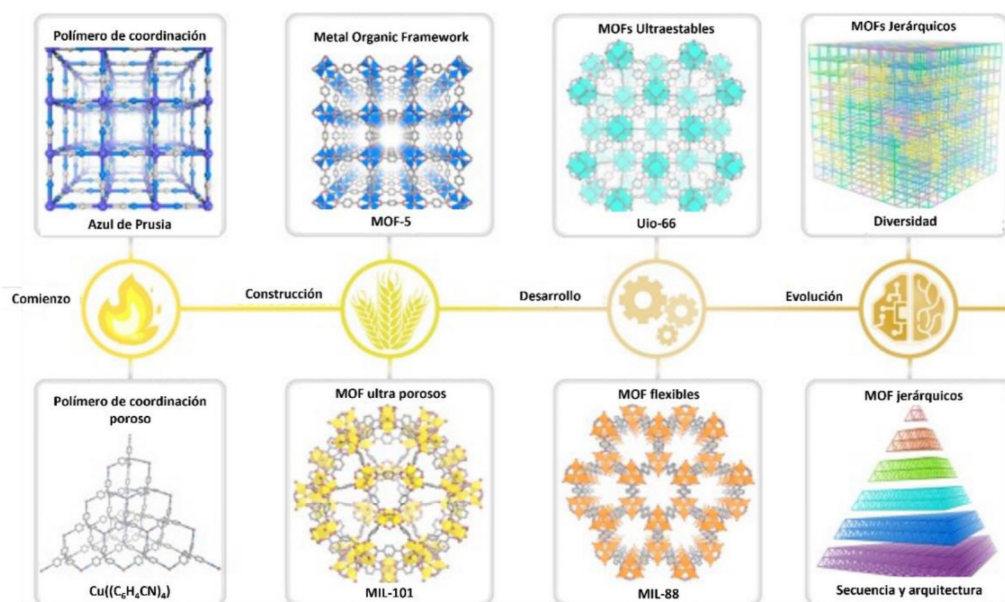 Polímero de coordinación
Azul de Prusia
Metal Organic Framework
MOF-5
MOFs Ultraestables
Uio-66
MOFs Jerárquicos
Diversidad
Comienzo
Construcción
Desarrollo
Evolución
Polímero de coordinación
poroso
Cu((C₆H₄CN)₄)
MOF ultra porosos
MIL-101
MOF flexibles
MIL-88
MOF jerárquicos
Secuencia y arquitectura